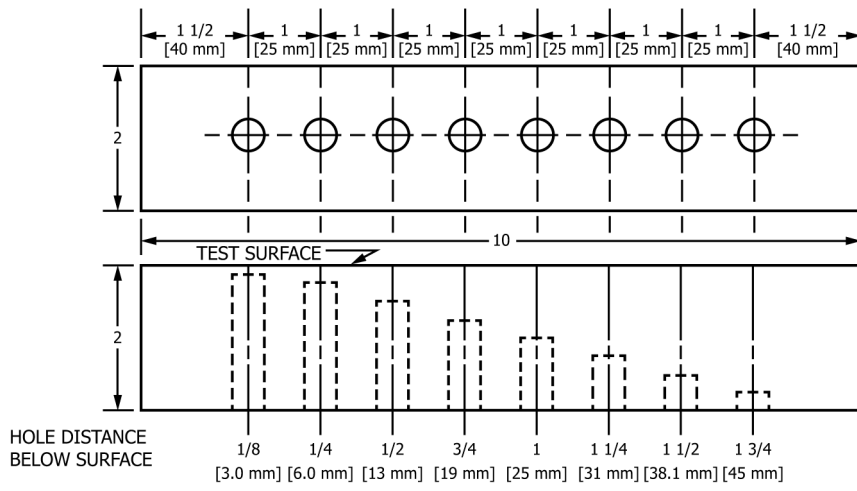 1 1/2 1 1 1 1 1 1 1 1 1/2
[40 mm] [25 mm] [25 mm] [25 mm] [25 mm] [25 mm] [25 mm] [25 mm] [40 mm]
2
10
TEST SURFACE
2
HOLE DISTANCE
BELOW SURFACE
1/8 1/4 1/2 3/4 1 1 1/4 1 1/2 1 3/4
[3.0 mm] [6.0 mm] [13 mm] [19 mm] [25 mm] [31 mm] [38.1 mm] [45 mm]